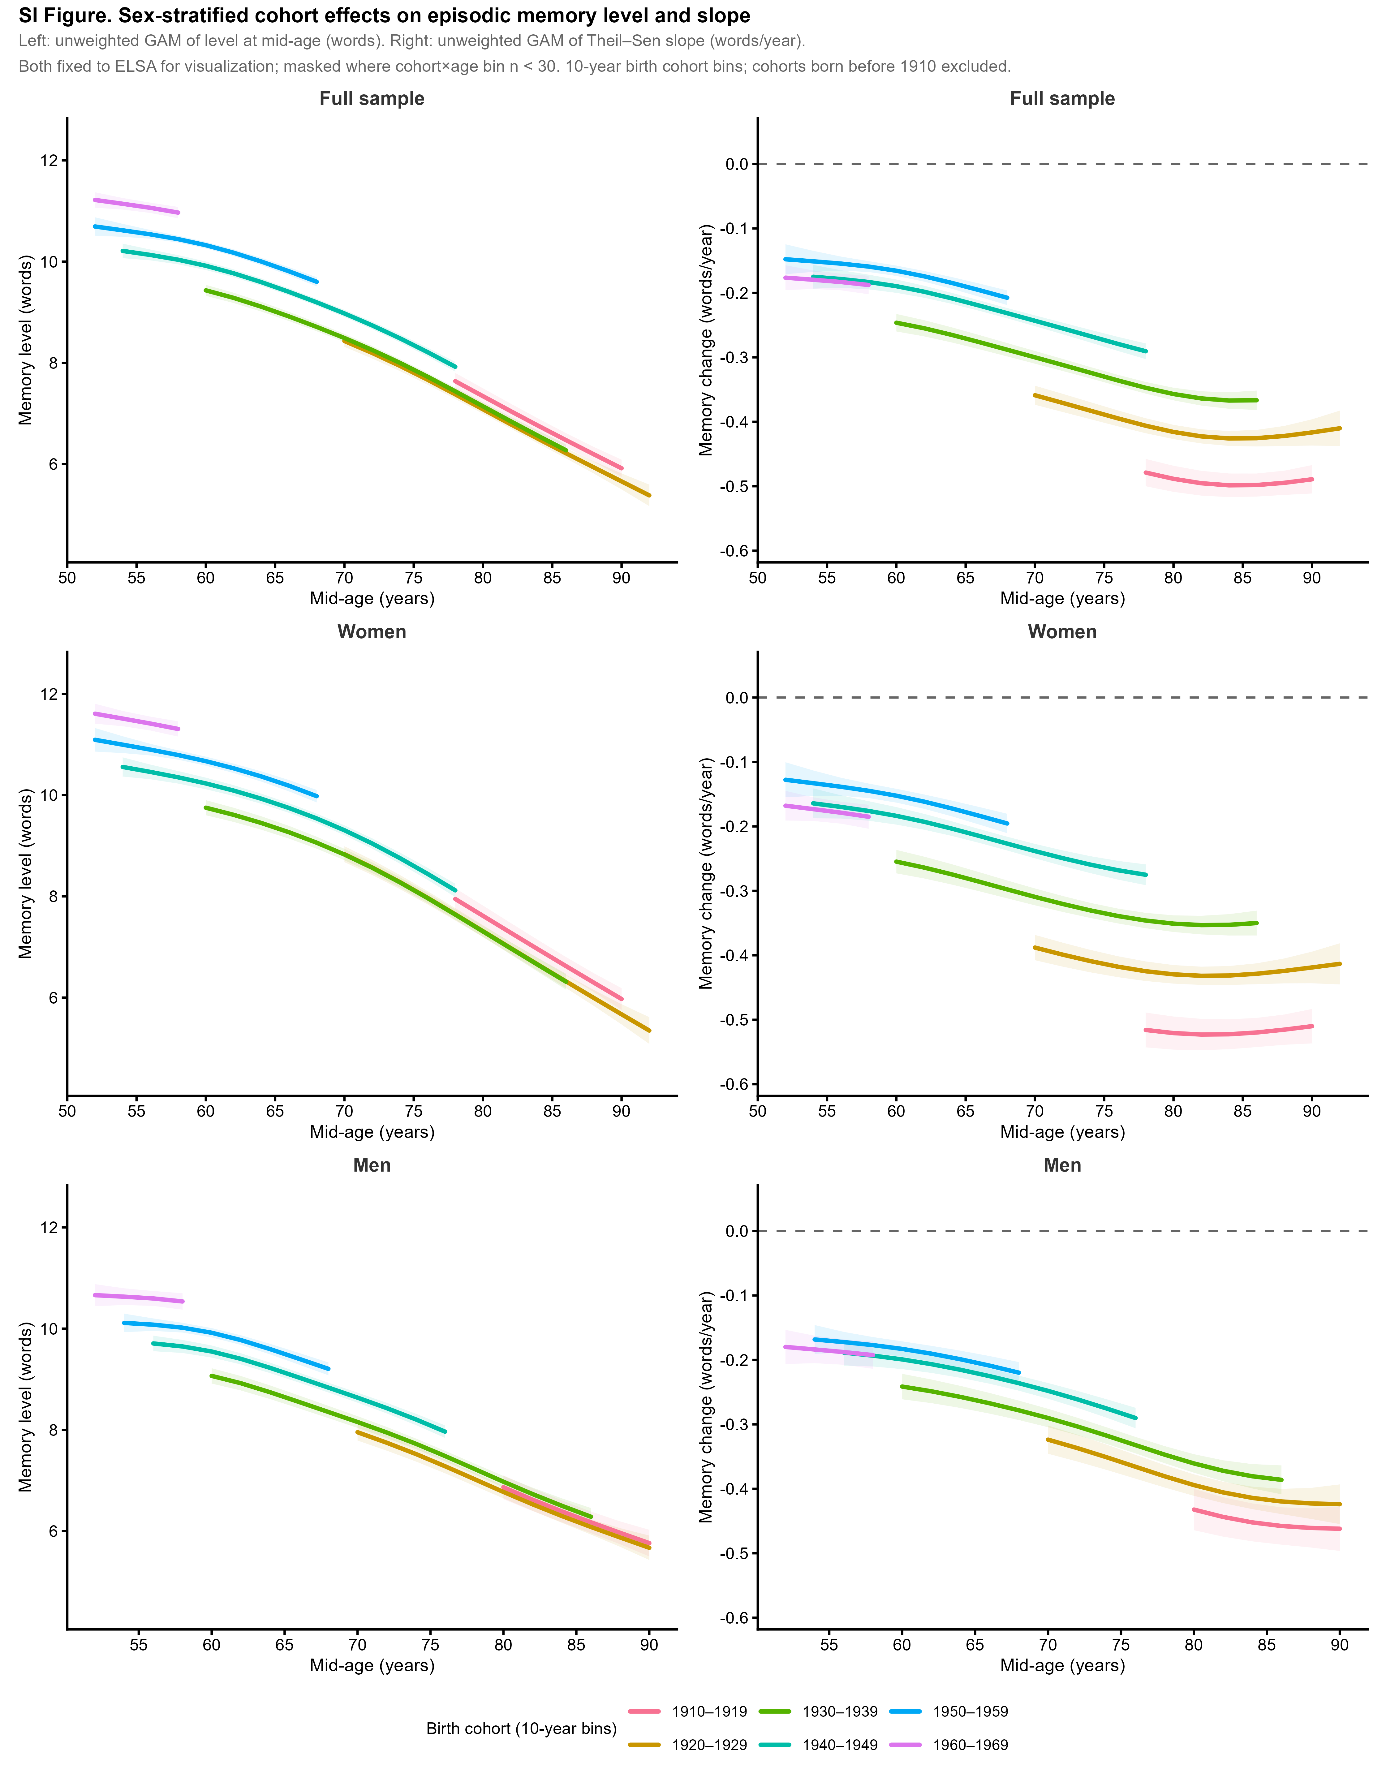 SI Figure. Sex-stratified cohort effects on episodic memory level and slope
Left: unweighted GAM of level at mid-age (words). Right: unweighted GAM of Theil–Sen slope (words/year).
Both fixed to ELSA for visualization; masked where cohort×age bin n < 30. 10-year birth cohort bins; cohorts born before 1910 excluded.
Full sample
Memory level (words)
12
10
8
6
50 55 60 65 70 75 80 85 90
Mid-age (years)
Full sample
Memory change (words/year)
0.0
-0.1
-0.2
-0.3
-0.4
-0.5
-0.6
50 55 60 65 70 75 80 85 90
Mid-age (years)
Women
Memory level (words)
12
10
8
6
50 55 60 65 70 75 80 85 90
Mid-age (years)
Women
Memory change (words/year)
0.0
-0.1
-0.2
-0.3
-0.4
-0.5
-0.6
50 55 60 65 70 75 80 85 90
Mid-age (years)
Men
Memory level (words)
12
10
8
6
55 60 65 70 75 80 85 90
Mid-age (years)
Men
Memory change (words/year)
0.0
-0.1
-0.2
-0.3
-0.4
-0.5
-0.6
55 60 65 70 75 80 85 90
Mid-age (years)
Birth cohort (10-year bins)
1910–1919 1930–1939 1950–1959
1920–1929 1940–1949 1960–1969